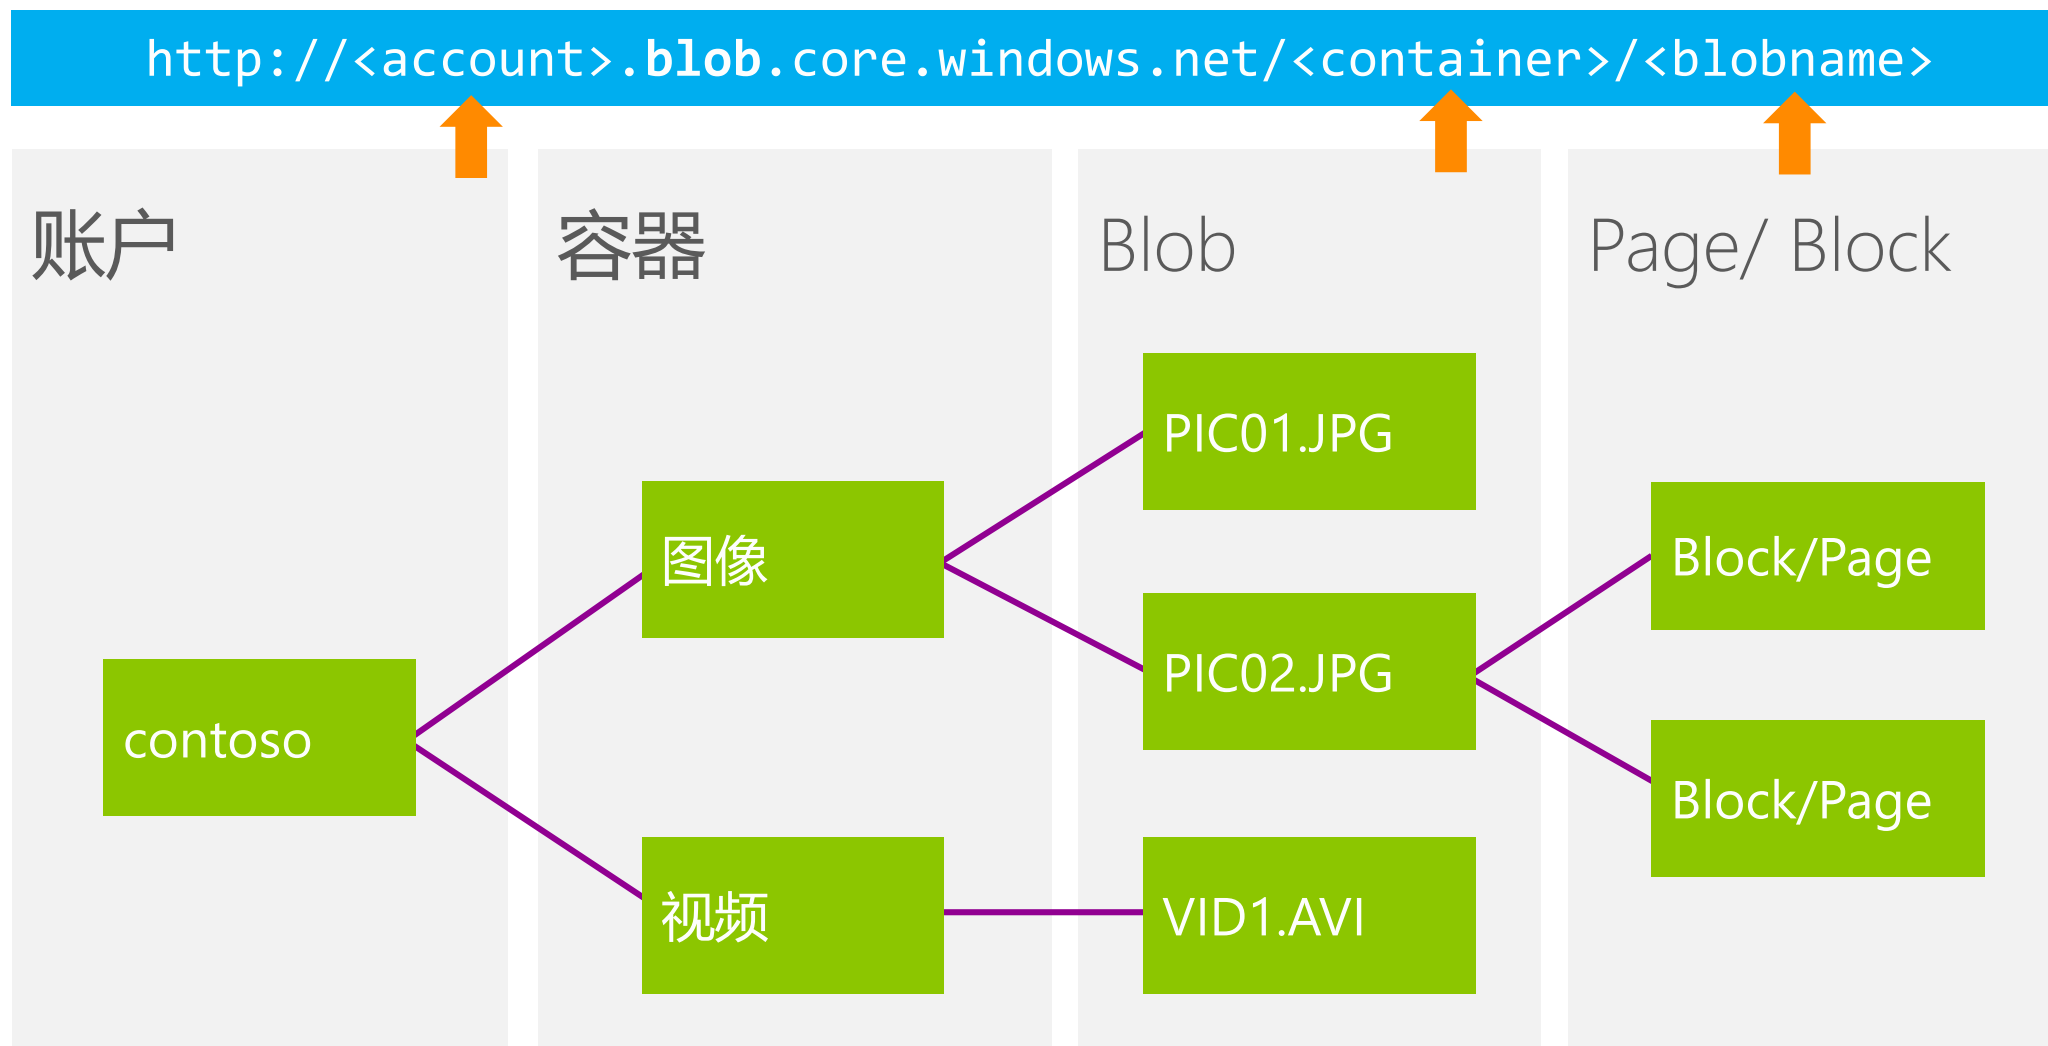 http://<account>.blob.core.windows.net/<container>/<blobname>
账户
容器
Blob
Page/ Block
contoso
图像
视频
PIC01.JPG
PIC02.JPG
VID1.AVI
Block/Page
Block/Page